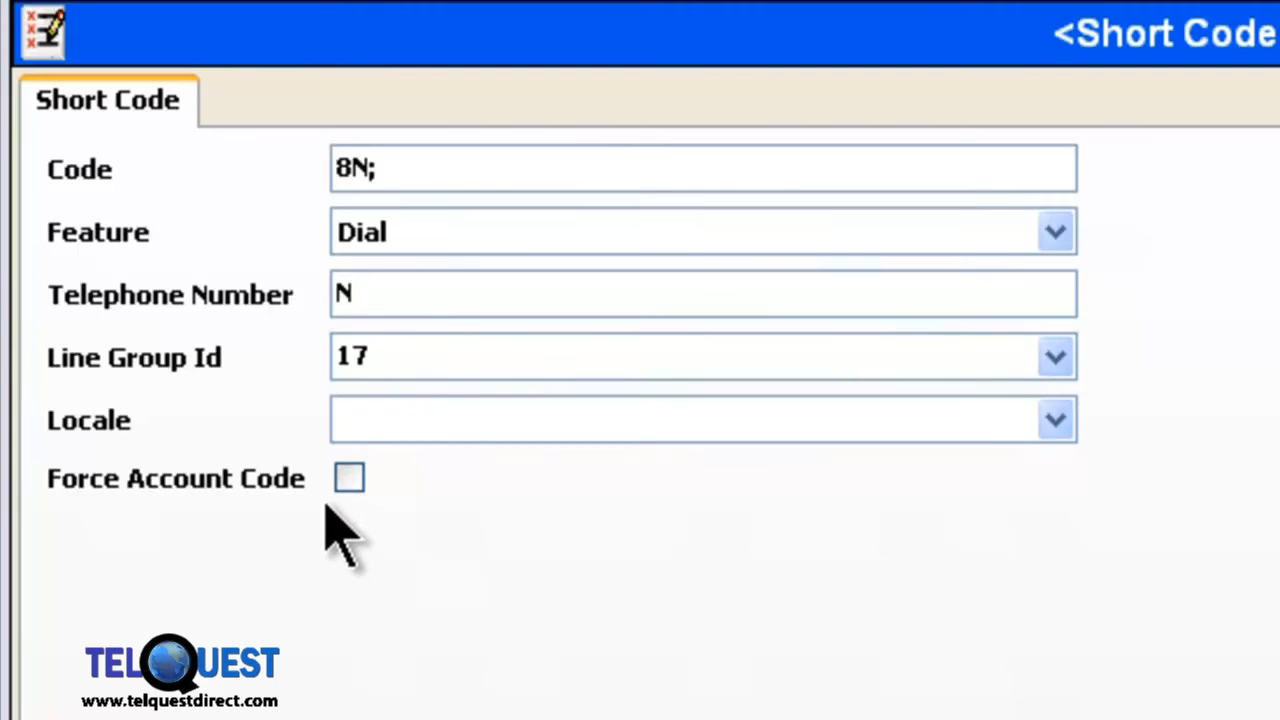 <Short Code
Short Code
Code 8N;
Feature Dial
Telephone Number N
Line Group Id 17
Locale
Force Account Code
TELQUEST
www.telquestdirect.com